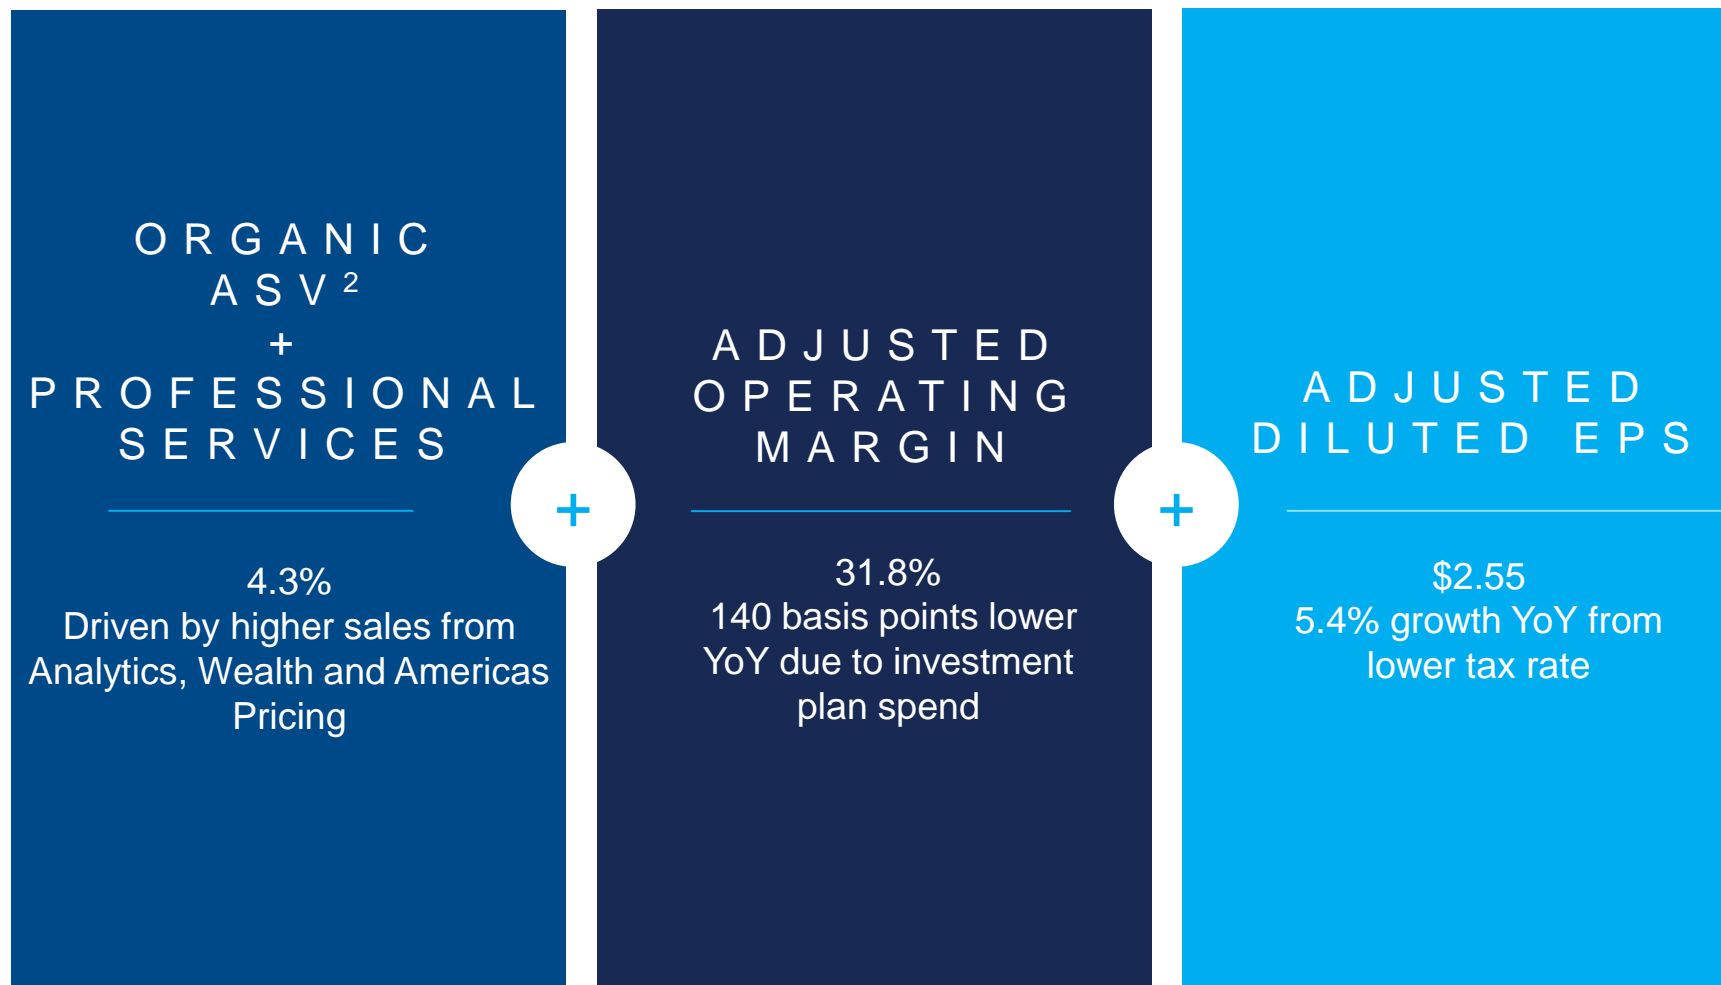 ORGANIC
ASV²
+
PROFESSIONAL
SERVICES
4.3%
Driven by higher sales from
Analytics, Wealth and Americas
Pricing
+
ADJUSTED
OPERATING
MARGIN
31.8%
140 basis points lower
YoY due to investment
plan spend
+
ADJUSTED
DILUTED EPS
$2.55
5.4% growth YoY from
lower tax rate